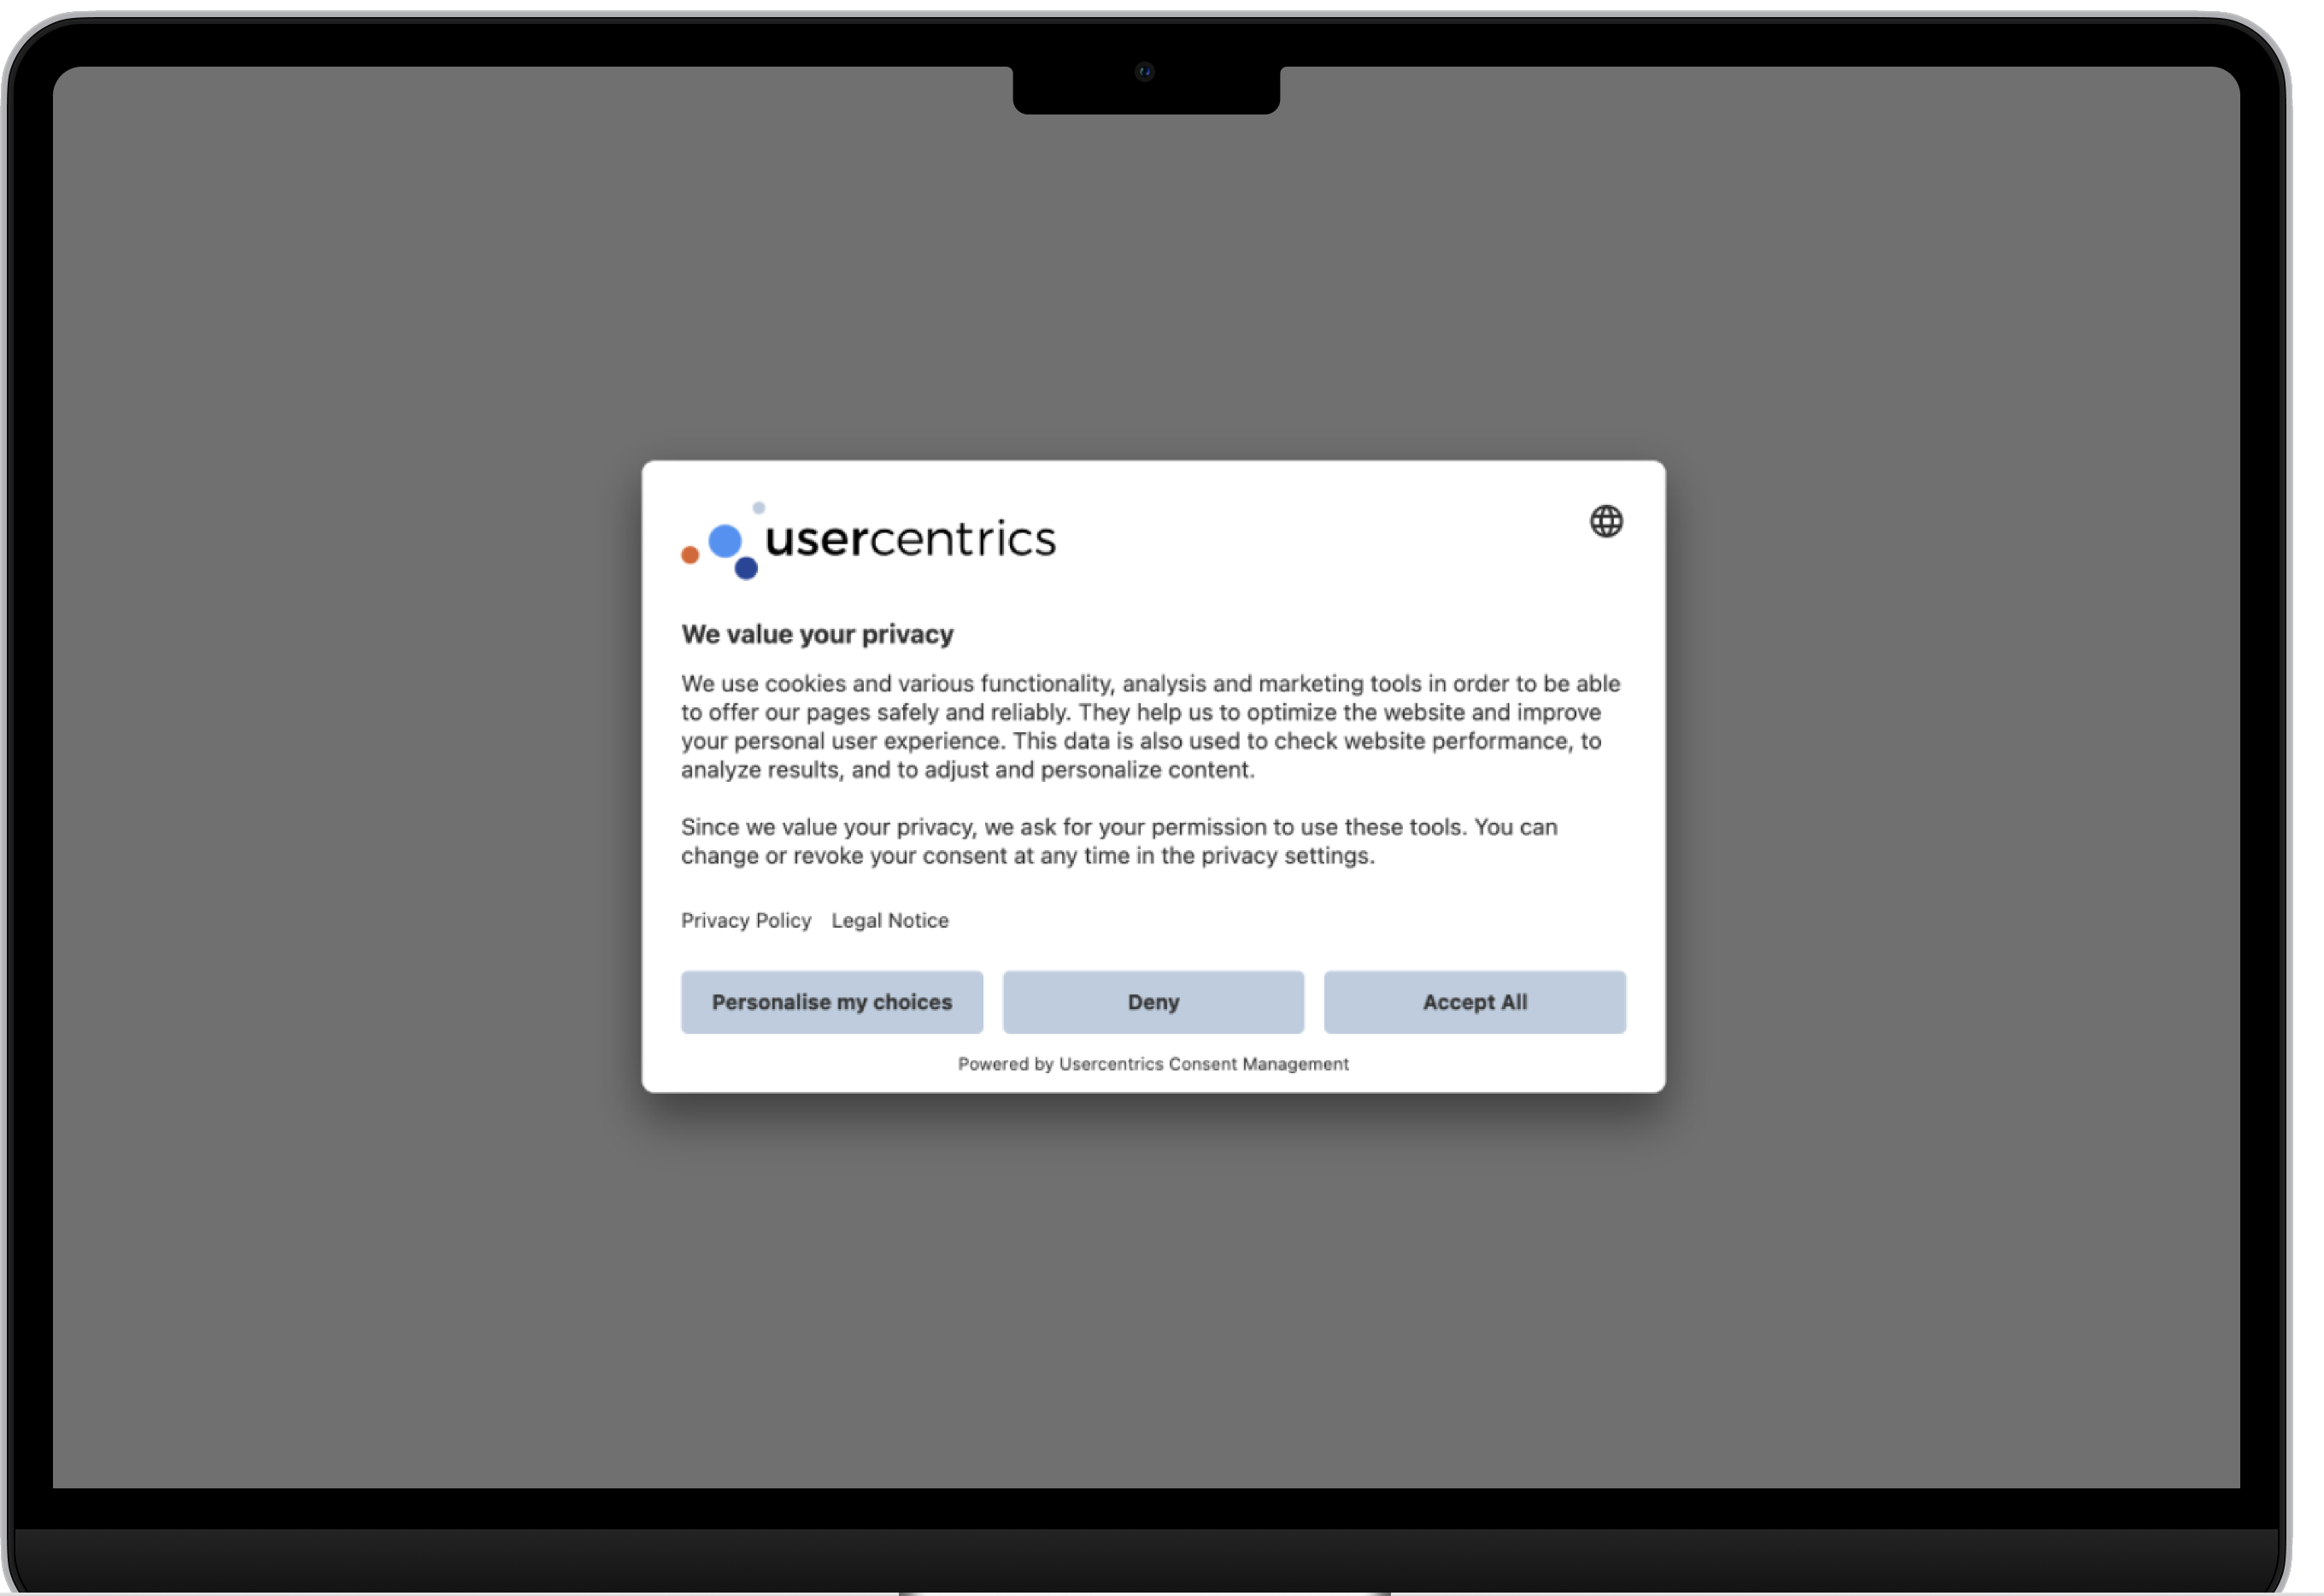 usercentrics
We value your privacy
We use cookies and various functionality, analysis and marketing tools in order to be able
to offer our pages safely and reliably. They help us to optimize the website and improve
your personal user experience. This data is also used to check website performance, to
analyze results, and to adjust and personalize content.
Since we value your privacy, we ask for your permission to use these tools. You can
change or revoke your consent at any time in the privacy settings.
Privacy Policy Legal Notice
Personalise my choices Deny Accept All
Powered by Usercentrics Consent Management